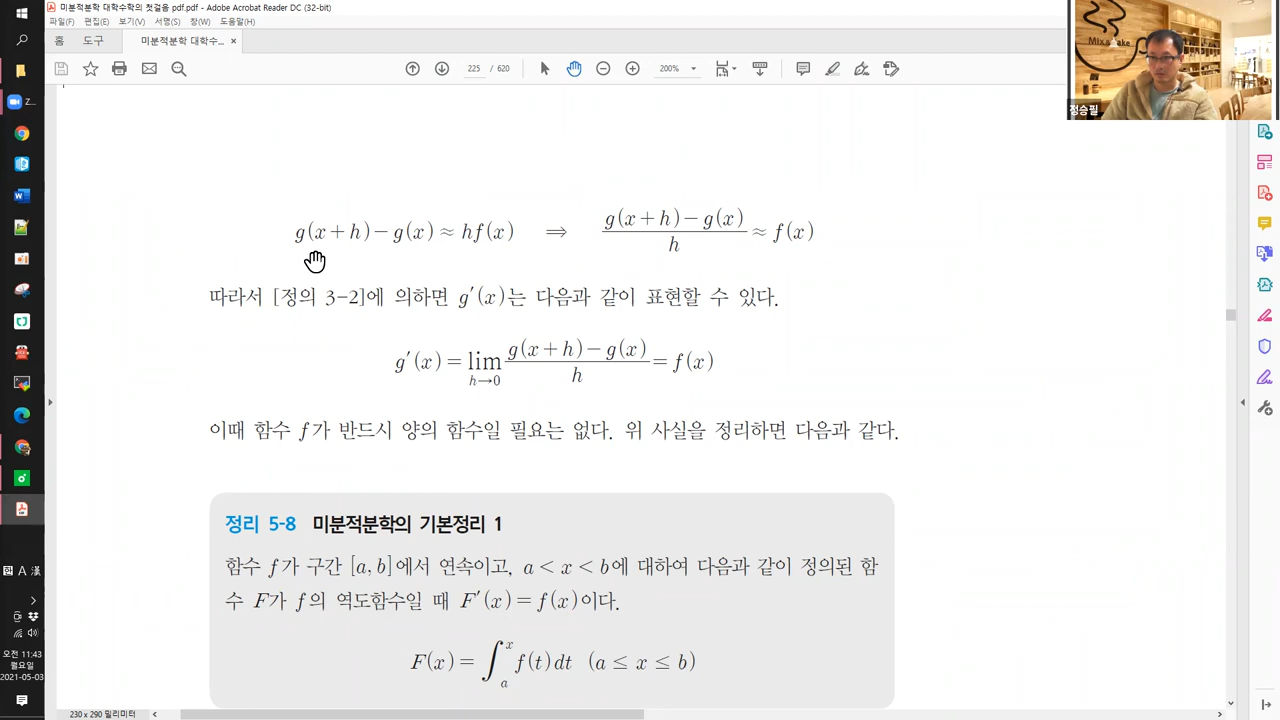 미분적분학 대학수학의 첫걸음 pdf.pdf - Adobe Acrobat Reader DC (32-bit)
파일(F) 편집(E) 보기(V) 서명(S) 창(W) 도움말(H)
홈 도구 미분적분학 대학수... ×
225 / 620 200%
Mix&
정승필
Z...
g(x+h)−g(x)≈hf(x) ⟹ \frac{g(x+h)−g(x)}{h}≈f(x)
따라서 [정의 3-2]에 의하면 g′(x)는 다음과 같이 표현할 수 있다.
g′(x)=\lim_{h→0}\frac{g(x+h)−g(x)}{h}=f(x)
이때 함수 f가 반드시 양의 함수일 필요는 없다. 위 사실을 정리하면 다음과 같다.
정리 5-8 미분적분학의 기본정리 1
함수 f가 구간 [a, b]에서 연속이고, a<x<b에 대하여 다음과 같이 정의된 함
수 F가 f의 역도함수일 때 F′(x)=f(x)이다.
F(x)=∫_a^x f(t)dt (a≤x≤b)
한 A 漢
오전 11:43
월요일
2021-05-03
230 x 290 밀리미터